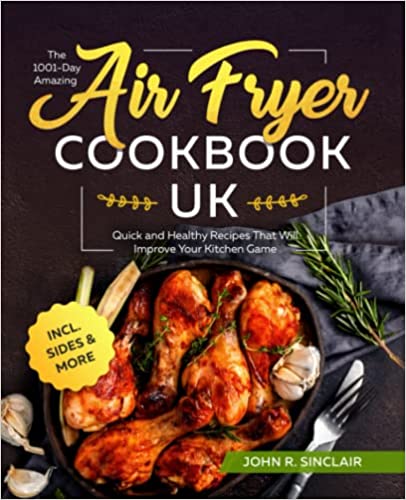 The
1001-Day
Amazing
Air Fryer
COOKBOOK
UK
Quick and Healthy Recipes That Will
Improve Your Kitchen Game
INCL.
SIDES &
MORE
JOHN R. SINCLAIR